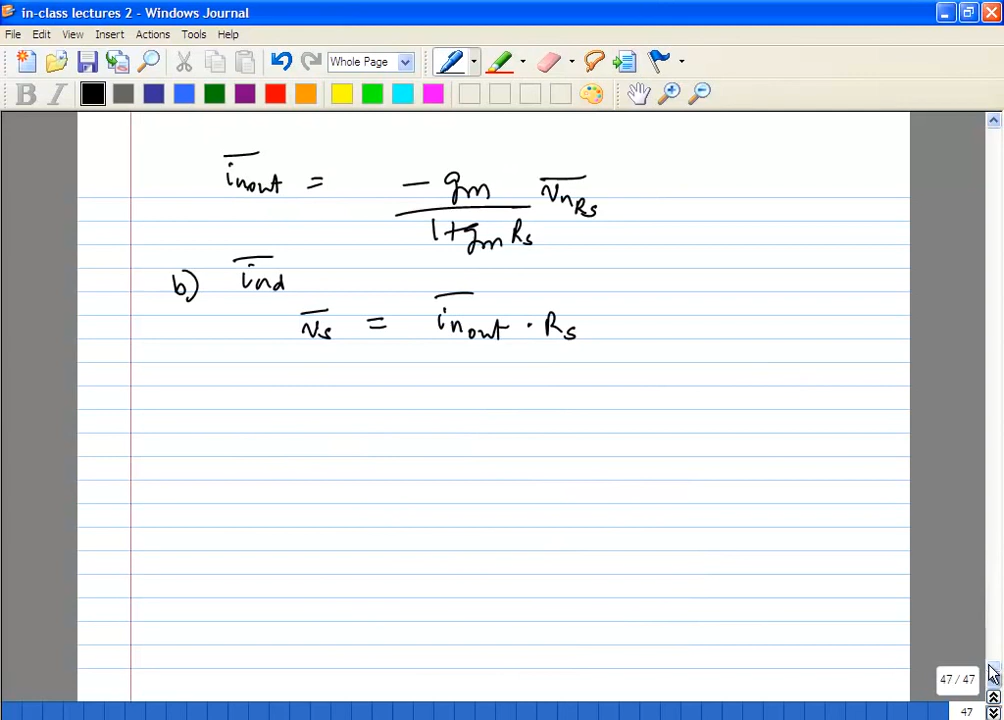 in-class lectures 2 - Windows Journal
File Edit View Insert Actions Tools Help
Whole Page
B I
i̅n̅out = - gm / (1+gmRs) v̅nRs
b) i̅nd
v̅s = i̅nout · Rs
47 / 47
47